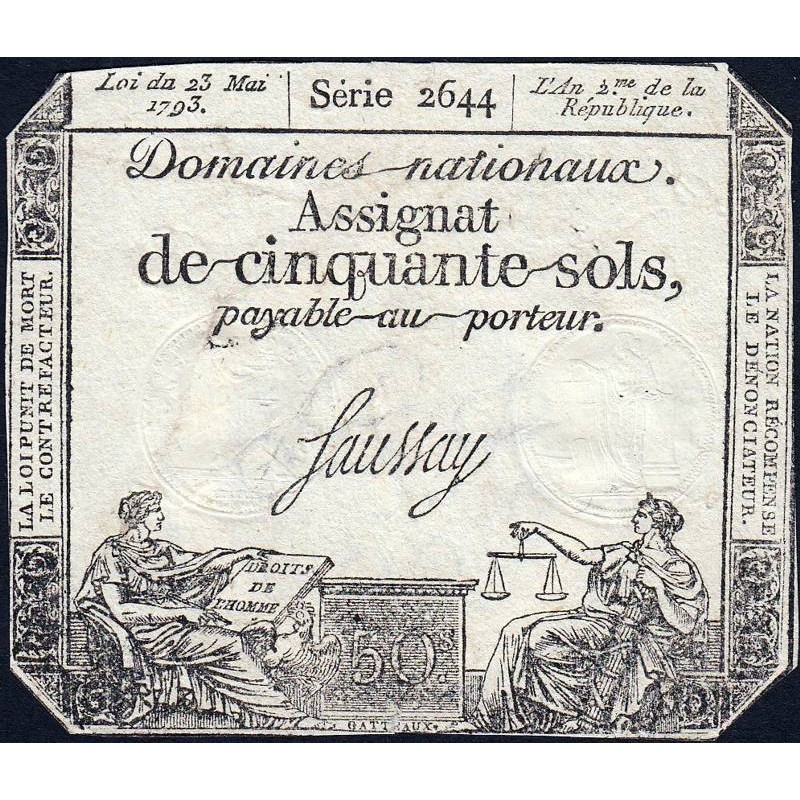 Loi du 23 Mai
1793.
Série 2644
L'An 2.me de la
République.
Domaines nationaux.
Assignat
de cinquante sols,
payable au porteur.
Saussay
LA LOI PUNIT DE MORT
LE CONTREFACTEUR.
LA NATION RÉCOMPENSE
LE DÉNONCIATEUR.
DROITS
DE
L'HOMME
50.s
GATTEAUX.